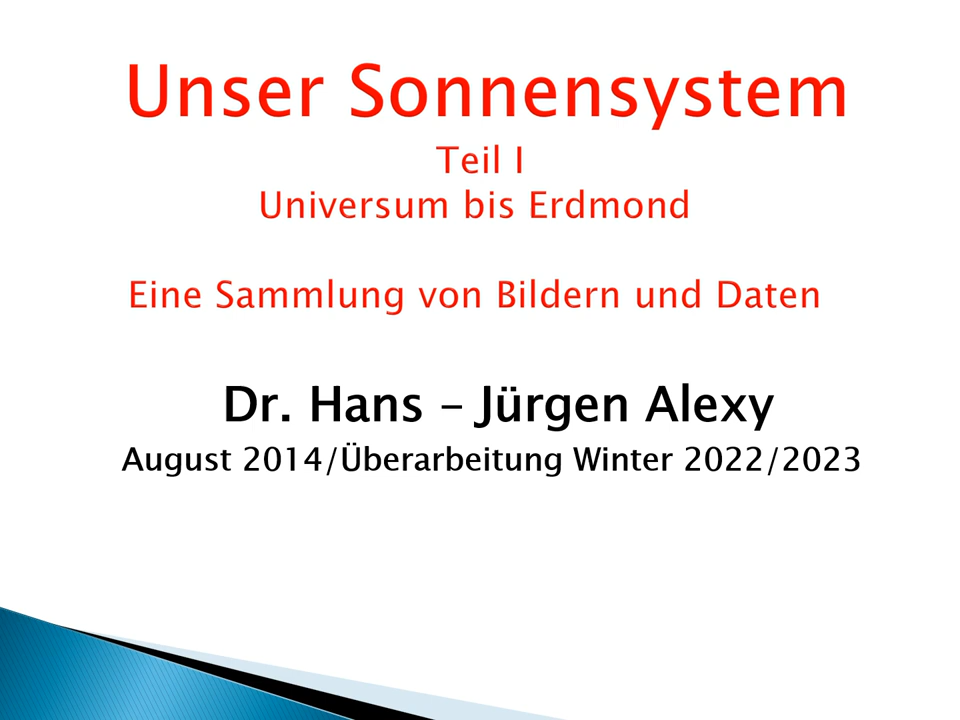 Unser Sonnensystem
Teil I
Universum bis Erdmond
Eine Sammlung von Bildern und Daten
Dr. Hans – Jürgen Alexy
August 2014/Überarbeitung Winter 2022/2023